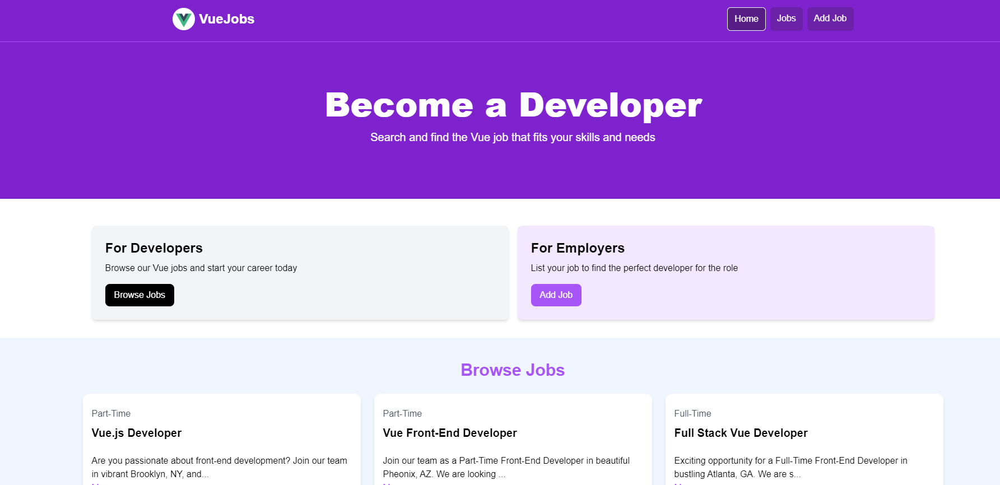 VueJobs
Home
Jobs
Add Job
Become a Developer
Search and find the Vue job that fits your skills and needs
For Developers
Browse our Vue jobs and start your career today
Browse Jobs
For Employers
List your job to find the perfect developer for the role
Add Job
Browse Jobs
Part-Time
Vue.js Developer
Are you passionate about front-end development? Join our team
in vibrant Brooklyn, NY, and...
Part-Time
Vue Front-End Developer
Join our team as a Part-Time Front-End Developer in beautiful
Pheonix, AZ. We are looking ...
Full-Time
Full Stack Vue Developer
Exciting opportunity for a Full-Time Front-End Developer in
bustling Atlanta, GA. We are s...